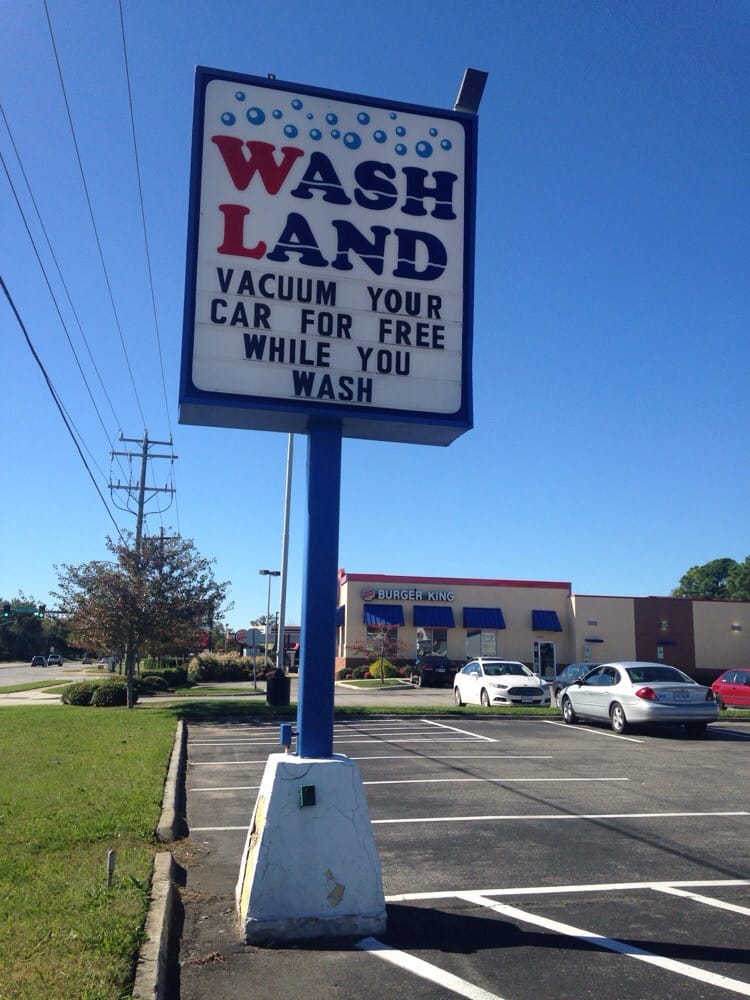 WASH
LAND
VACUUM YOUR
CAR FOR FREE
WHILE YOU
WASH
BURGER KING